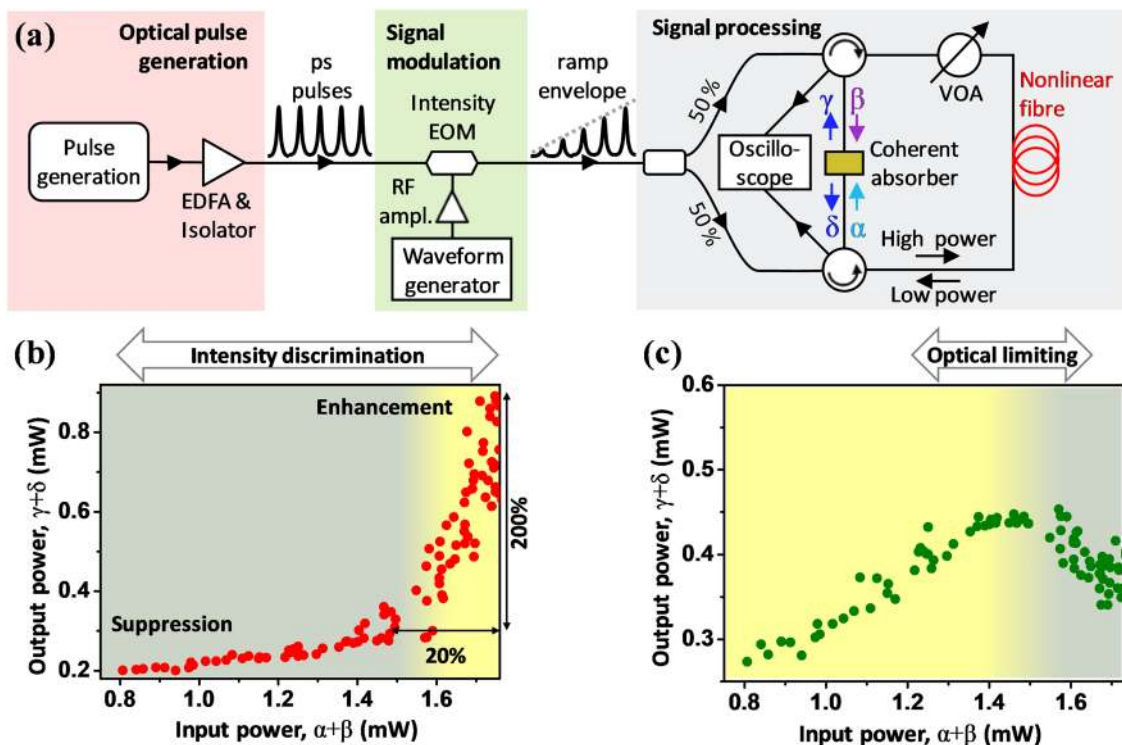 (a)
Optical pulse
generation
Pulse
generation
EDFA &
Isolator
ps
pulses
Signal
modulation
Intensity
EOM
RF
ampl.
Waveform
generator
ramp
envelope
Signal processing
50 %
50 %
Oscillo-
scope
γ
β
δ
α
Coherent
absorber
VOA
Nonlinear
fibre
High power
Low power
(b)
Intensity discrimination
Enhancement
Suppression
200%
20%
Output power, γ+δ (mW)
0.8
0.6
0.4
0.2
0.8 1.0 1.2 1.4 1.6
Input power, α+β (mW)
(c)
Optical limiting
Output power, γ+δ (mW)
0.6
0.5
0.4
0.3
0.8 1.0 1.2 1.4 1.6
Input power, α+β (mW)